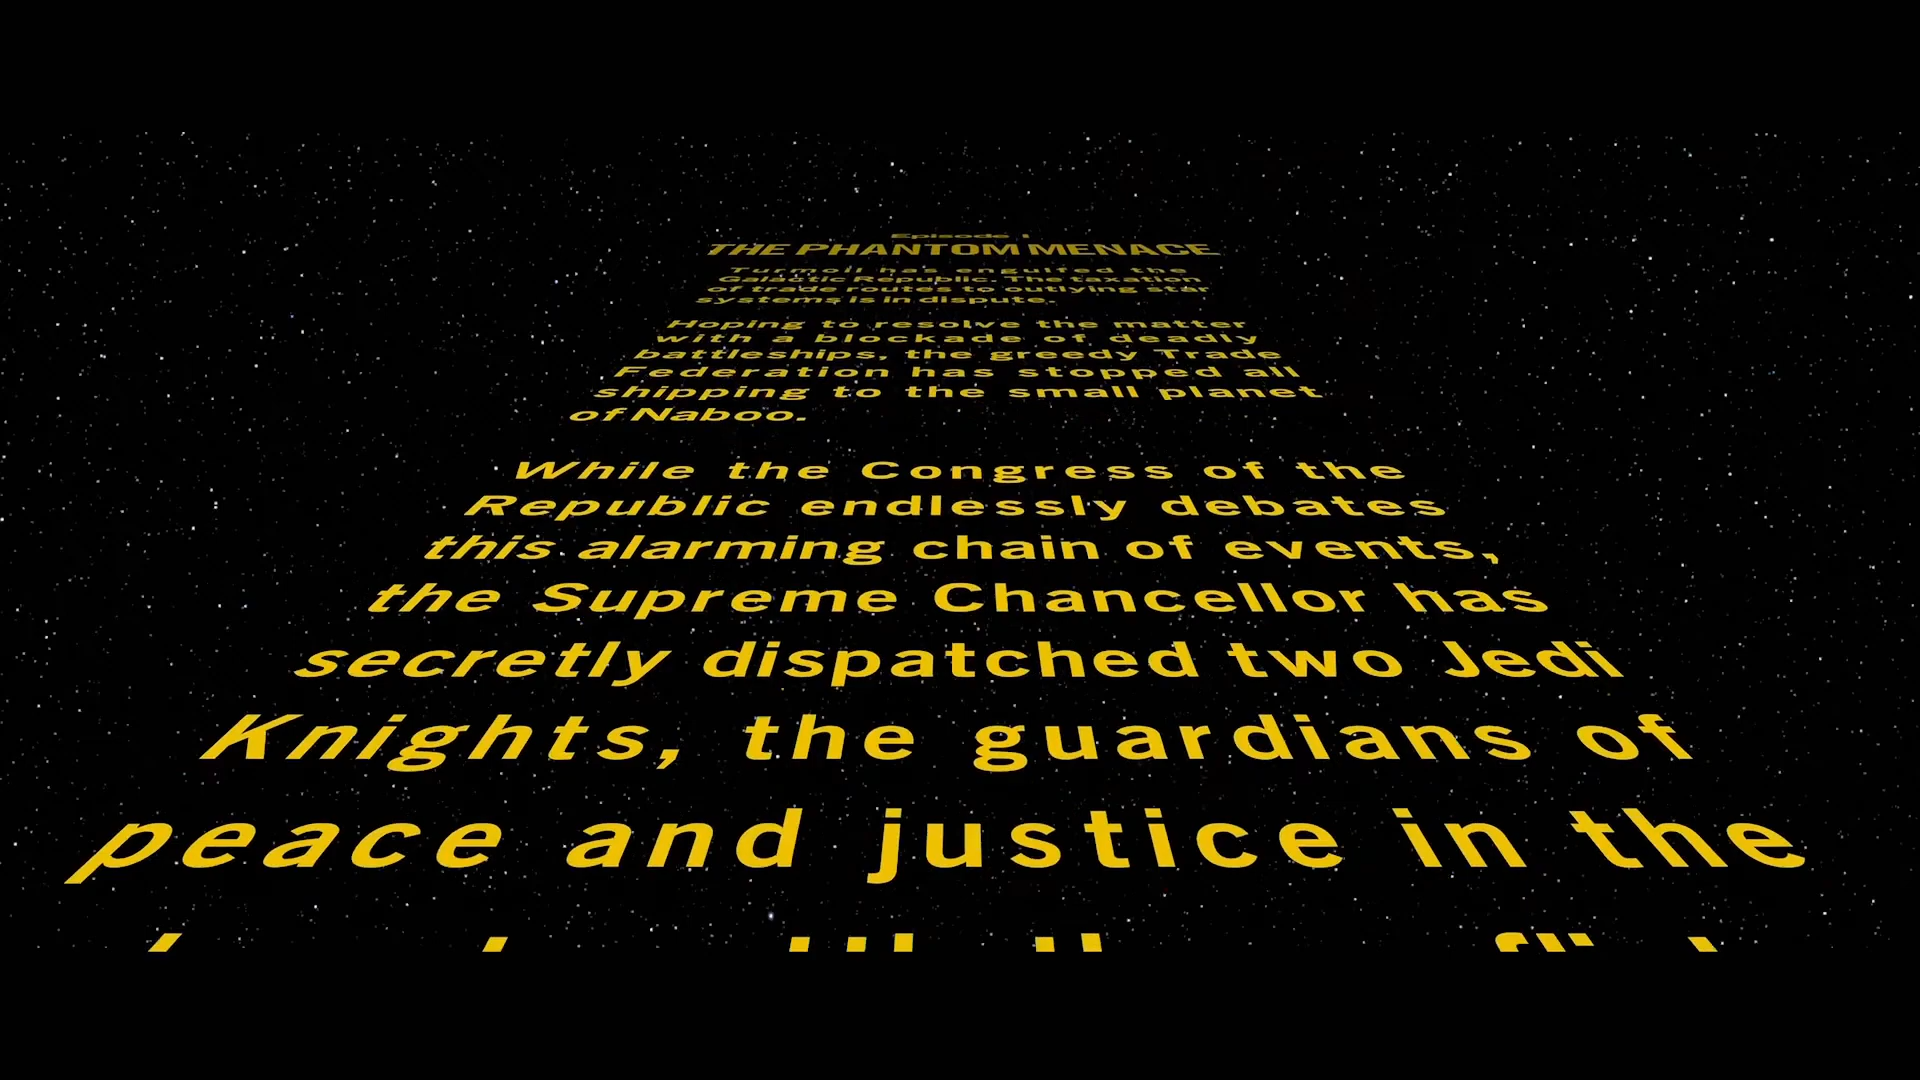 Episode I
THE PHANTOM MENACE
Turmoil has engulfed the
Galactic Republic. The taxation
of trade routes to outlying star
systems is in dispute.
Hoping to resolve the matter
with a blockade of deadly
battleships, the greedy Trade
Federation has stopped all
shipping to the small planet
of Naboo.
While the Congress of the
Republic endlessly debates
this alarming chain of events,
the Supreme Chancellor has
secretly dispatched two Jedi
Knights, the guardians of
peace and justice in the